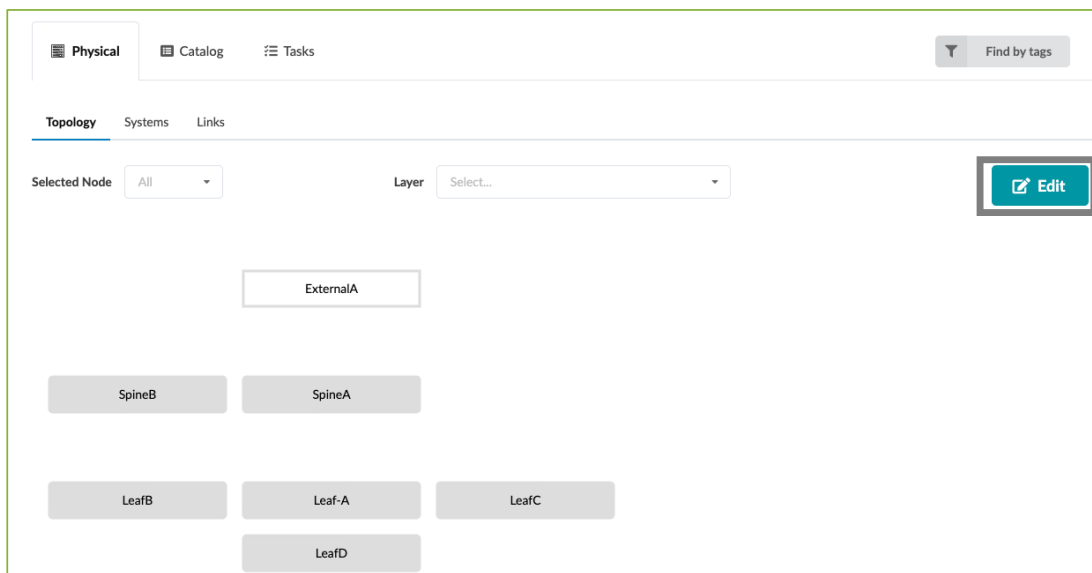 Physical Catalog Tasks Find by tags
Topology Systems Links
Selected Node All Layer Select... Edit
ExternalA
SpineB SpineA
LeafB Leaf-A LeafC
LeafD